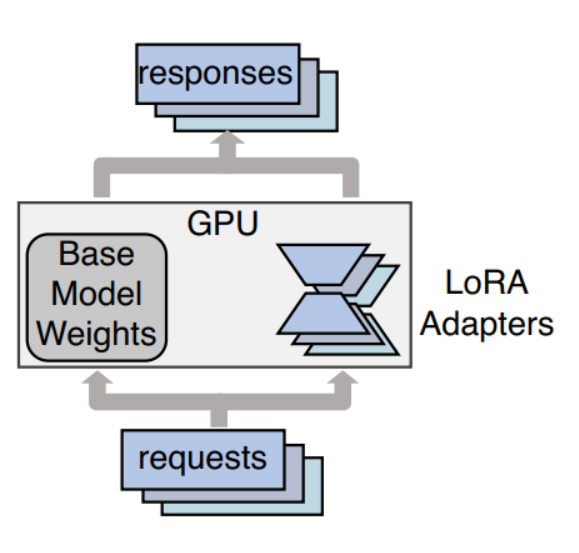 responses
GPU
Base
Model
Weights
LoRA
Adapters
requests